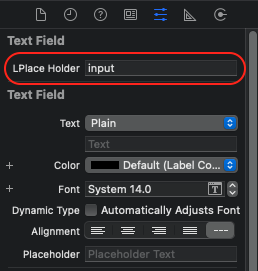 Text Field
LPlace Holder input
Text Field
Text Plain
Text
+ Color Default (Label Co...
+ Font System 14.0 T
Dynamic Type Automatically Adjusts Font
Alignment ---
Placeholder Placeholder Text